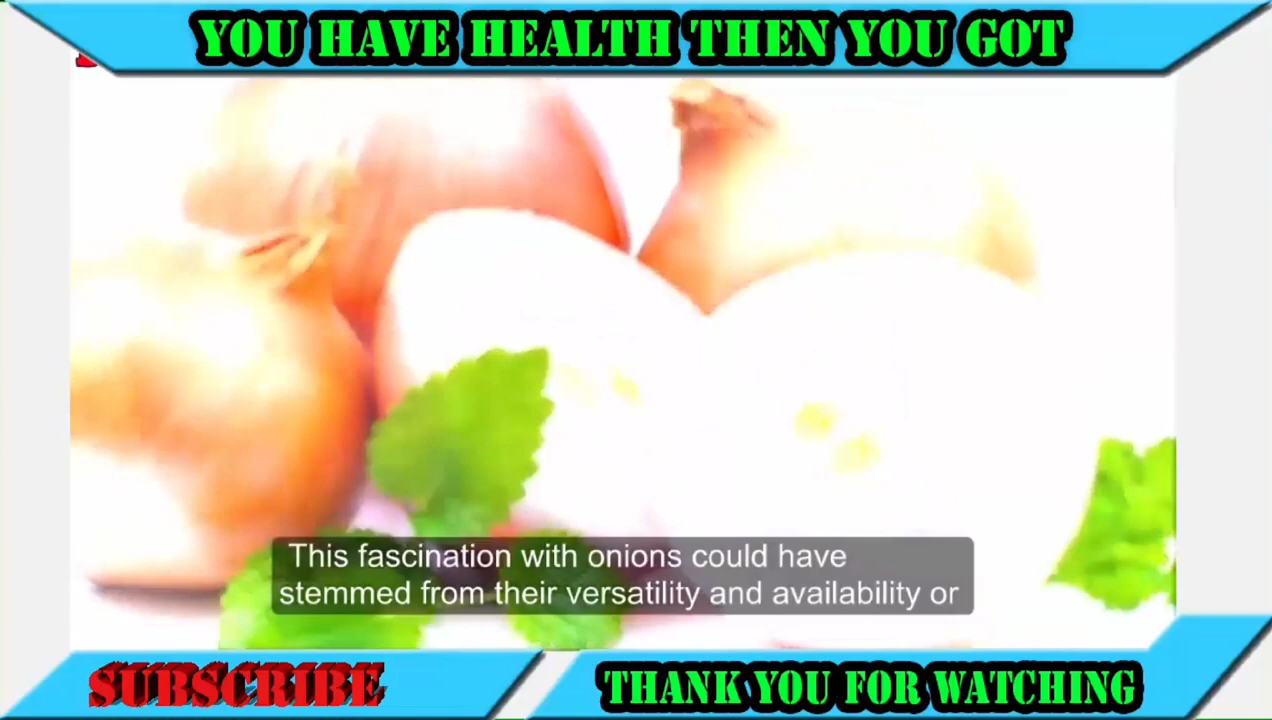 YOU HAVE HEALTH THEN YOU GOT
This fascination with onions could have
stemmed from their versatility and availability or
SUBSCRIBE
THANK YOU FOR WATCHING